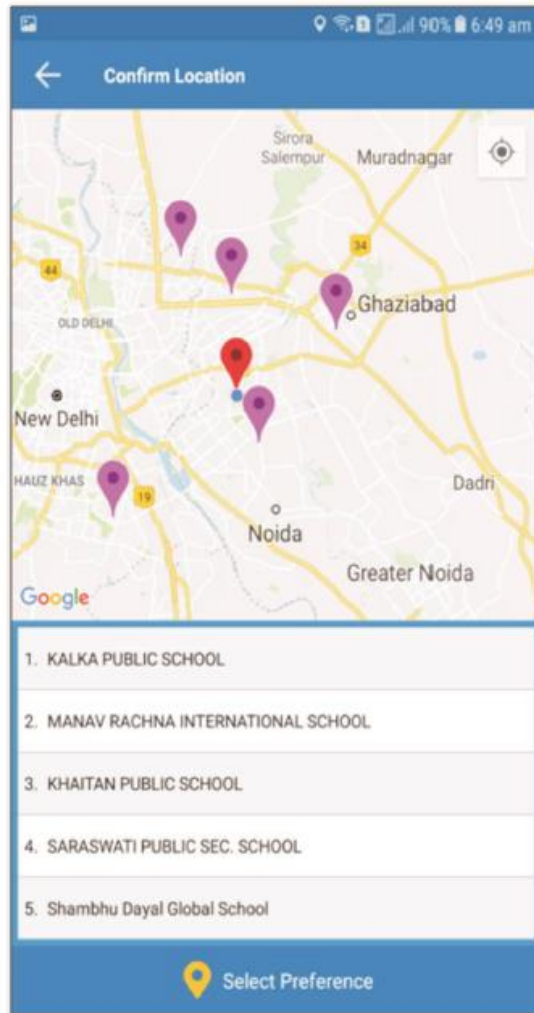 90% 6:49 am
Confirm Location
Sirora
Salempur
Muradnagar
34
44
Ghaziabad
OLD DELHI
New Delhi
HAUZ KHAS
19
Dadri
Noida
Greater Noida
Google
1. KALKA PUBLIC SCHOOL
2. MANAV RACHNA INTERNATIONAL SCHOOL
3. KHAITAN PUBLIC SCHOOL
4. SARASWATI PUBLIC SEC. SCHOOL
5. Shambhu Dayal Global School
Select Preference